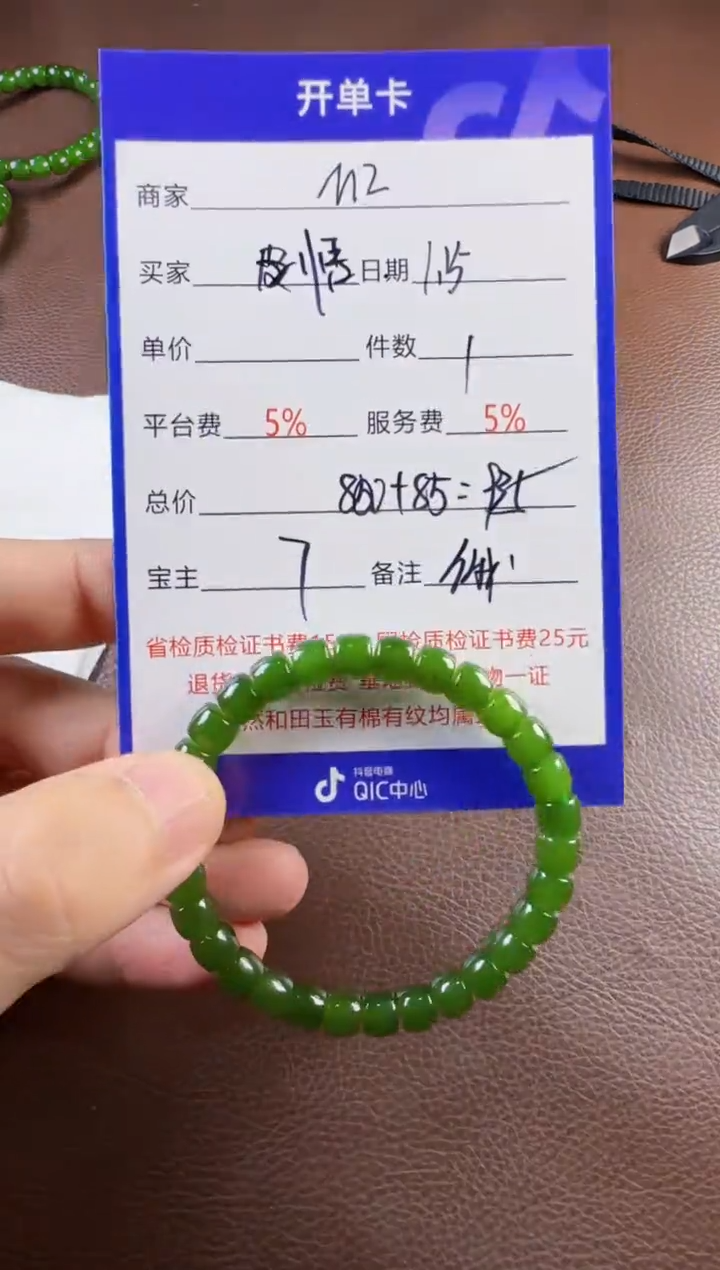 开单卡
商家 112
买家 日期 1.15
单价 件数 1
平台费 5% 服务费 5%
总价 850+85=
宝主 7 备注
省检质检证书费 检质检证书费25元
退货 物一证
然和田玉有棉有纹均属
抖音电商
QIC中心